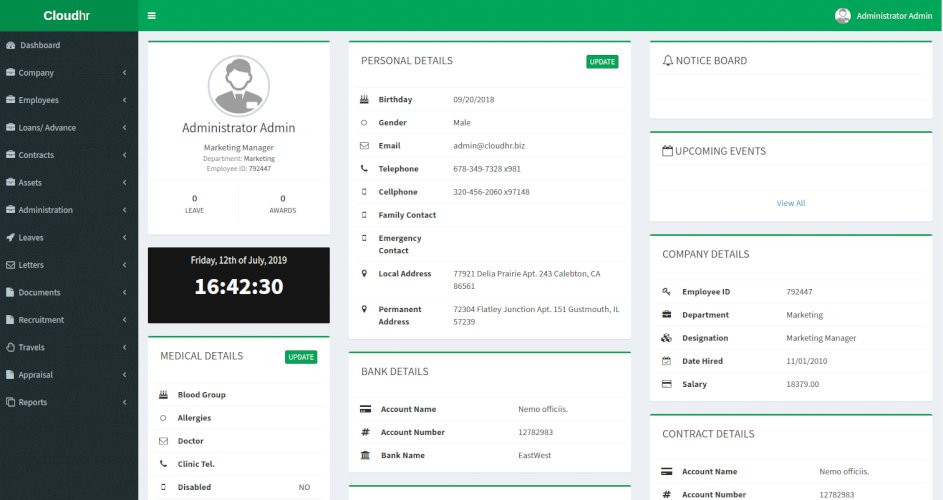 Cloudhr
Administrator Admin
Dashboard
Company
Employees
Loans/ Advance
Contracts
Assets
Administration
Leaves
Letters
Documents
Recruitment
Travels
Appraisal
Reports
Administrator Admin
Marketing Manager
Department: Marketing
Employee ID: 792447
0 0
LEAVE AWARDS
Friday, 12th of July, 2019
16:42:30
MEDICAL DETAILS UPDATE
Blood Group
Allergies
Doctor
Clinic Tel.
Disabled NO
PERSONAL DETAILS UPDATE
Birthday 09/20/2018
Gender Male
Email admin@cloudhr.biz
Telephone 678-349-7328 x981
Cellphone 320-456-2060 x97148
Family Contact
Emergency
Contact
Local Address 77921 Delia Prairie Apt. 243 Calebton, CA
86561
Permanent 72304 Flatley Junction Apt. 151 Gustmouth, IL
Address 57239
BANK DETAILS
Account Name Nemo officiis.
# Account Number 12782983
Bank Name EastWest
NOTICE BOARD
UPCOMING EVENTS
View All
COMPANY DETAILS
Employee ID 792447
Department Marketing
Designation Marketing Manager
Date Hired 11/01/2010
Salary 18379.00
CONTRACT DETAILS
Account Name Nemo officiis.
# Account Number 12782983